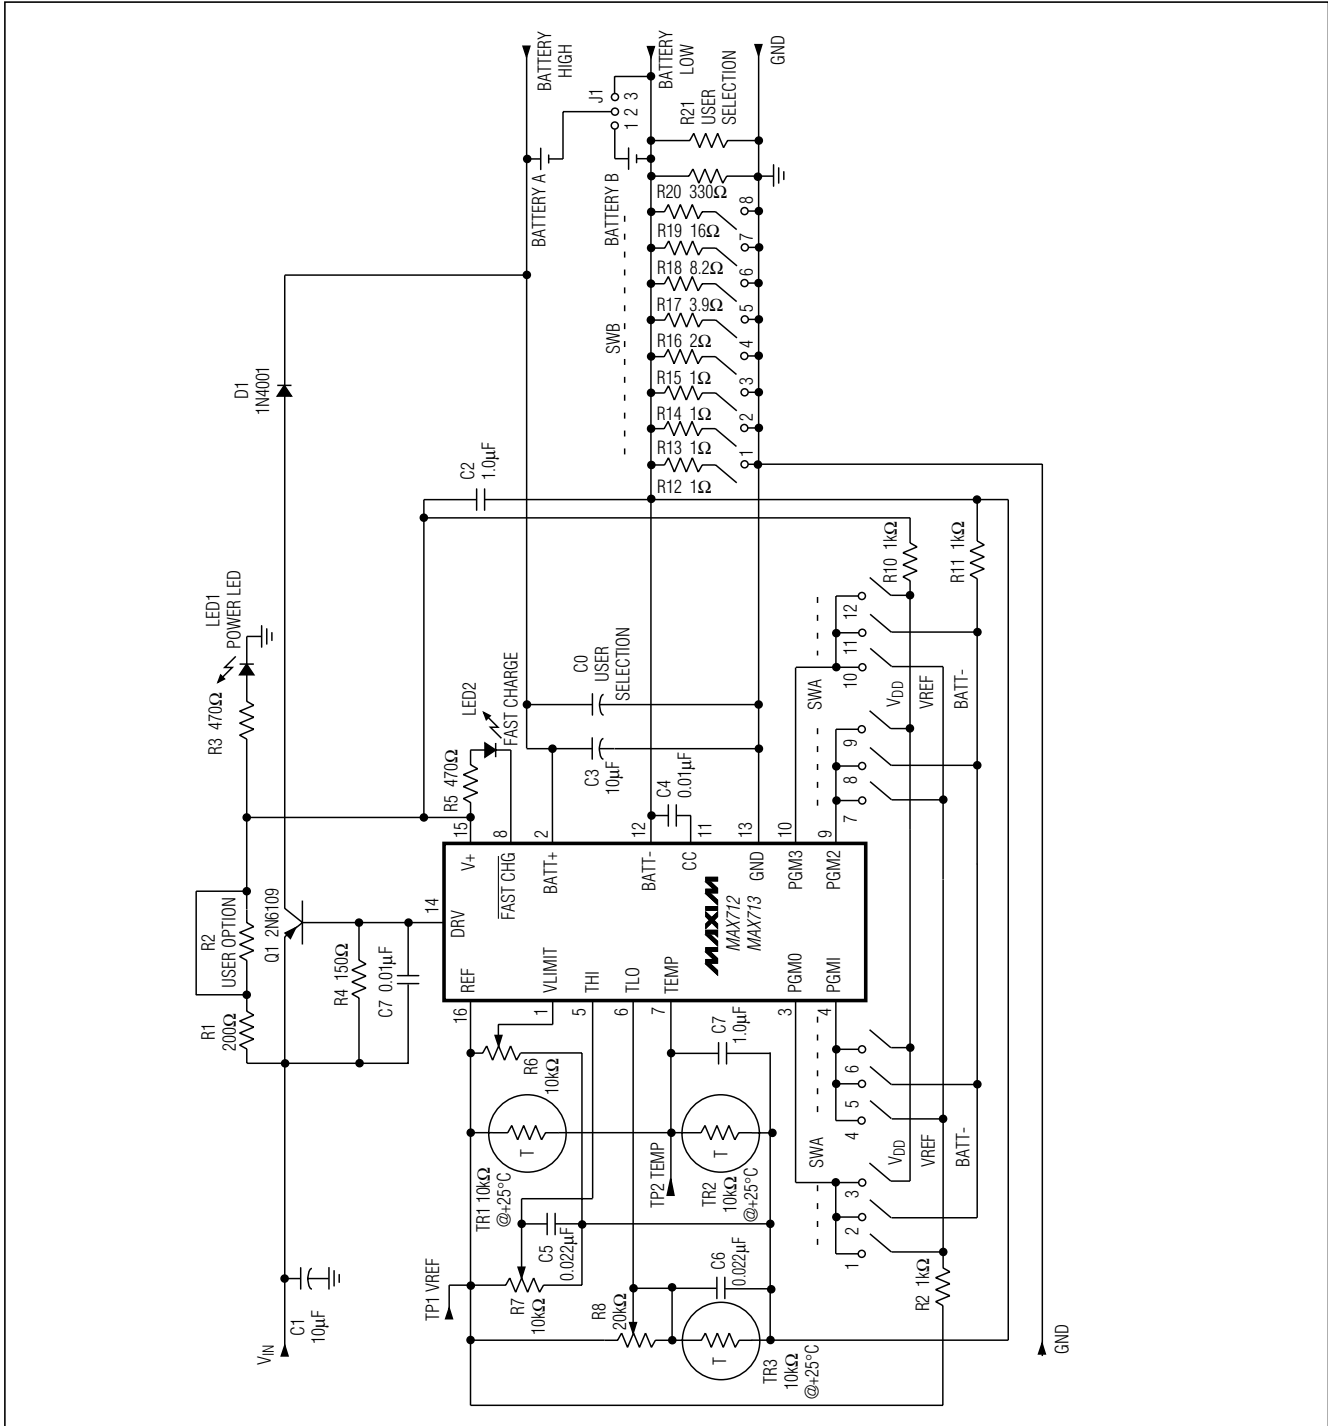 VIN
C1
10µF
R1
200Ω
R2
USER OPTION
R3 470Ω
LED1
POWER LED
Q1 2N6109
R4 150Ω
C7 0.01µF
D1
1N4001
BATTERY
HIGH
BATTERY
LOW
GND
J1
1 2 3
BATTERY A
BATTERY B
R21
USER
SELECTION
SWB
R20 330Ω
R19 16Ω
R18 8.2Ω
R17 3.9Ω
R16 2Ω
R15 1Ω
R14 1Ω
R13 1Ω
R12 1Ω
8
7
6
5
4
3
2
1
C2
1.0µF
R5 470Ω
LED2
FAST CHARGE
C0
USER
SELECTION
C3
10µF
C4
0.01µF
R10 1kΩ
R11 1kΩ
14
DRV
15
V+
8
FAST CHG
2
BATT+
12
BATT-
11
CC
13
GND
10
PGM3
9
PGM2
16
REF
1
VLIMIT
5
THI
6
TLO
7
TEMP
3
PGM0
4
PGMI
MAXIM
MAX712
MAX713
TP1 VREF
R6
10kΩ
TR1 10kΩ
@+25°C
T
R7
10kΩ
C5
0.022µF
R8
20kΩ
TP2 TEMP
C7
1.0µF
T
TR2
10kΩ
@+25°C
C6
0.022µF
T
TR3
10kΩ
@+25°C
SWA
1
2
3
4
5
6
VDD
VREF
BATT-
SWA
7
8
9
10
11
12
VDD
VREF
BATT-
R2 1kΩ
GND